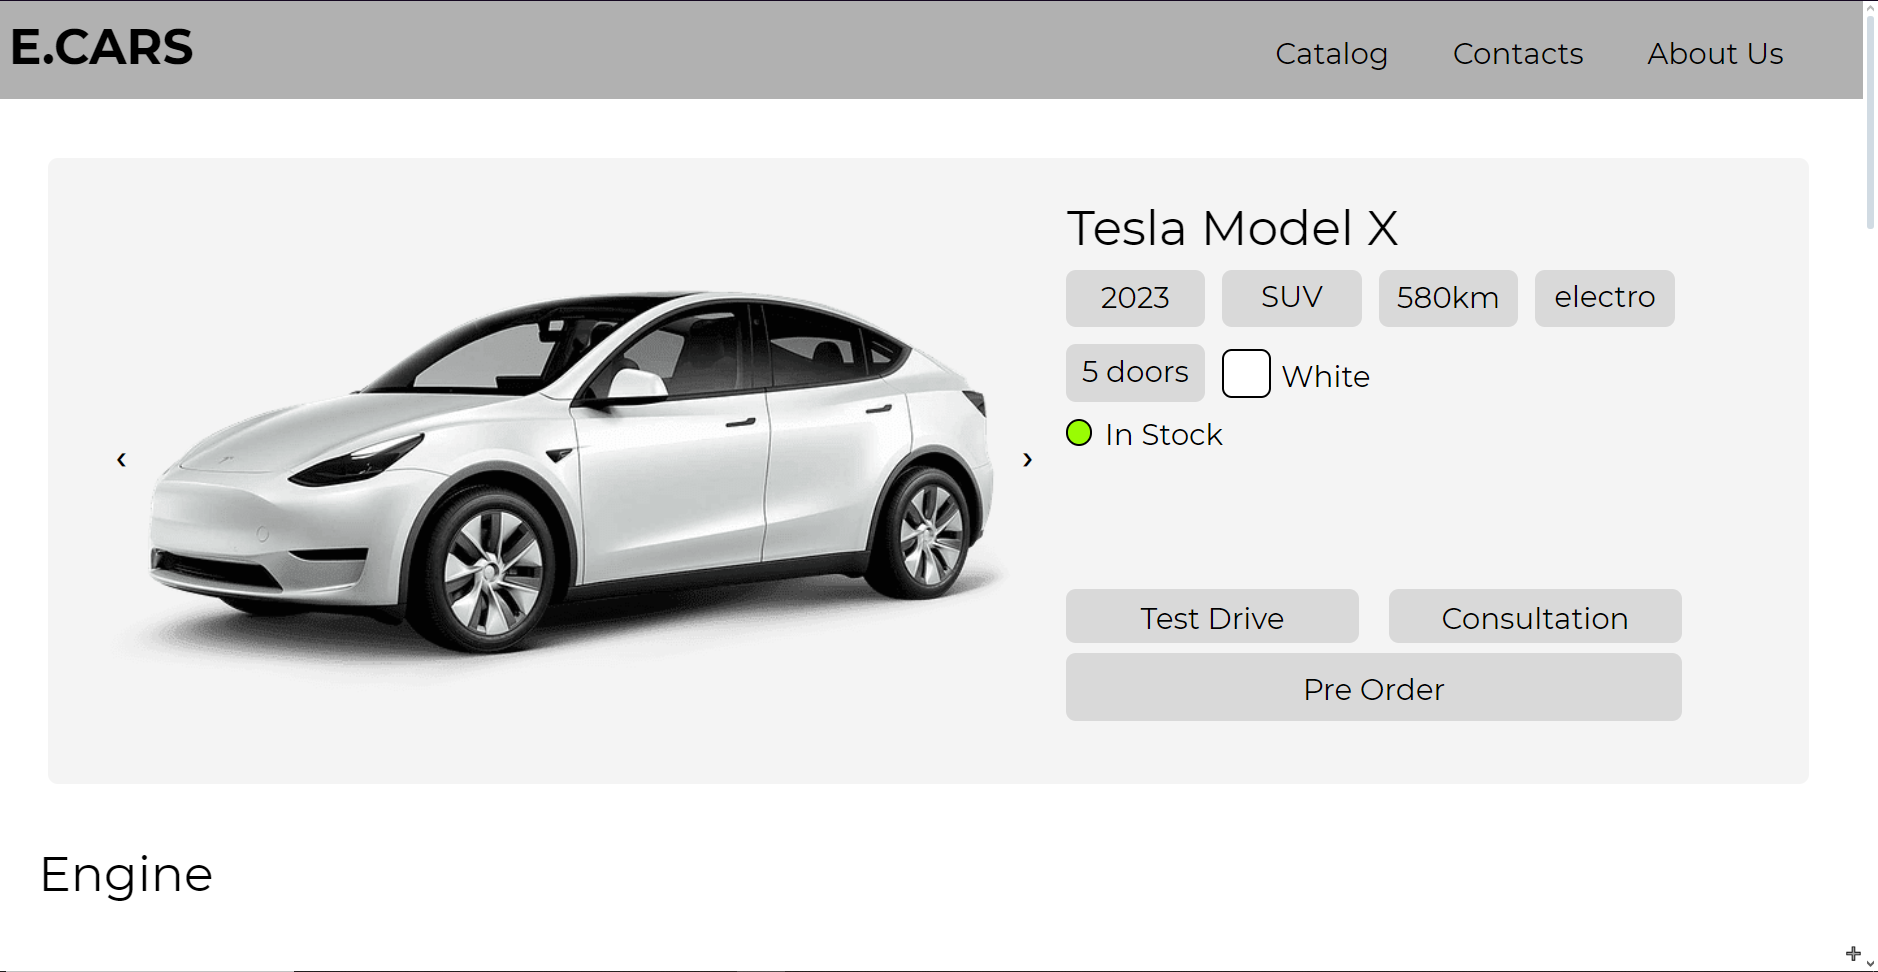 E.CARS
Catalog Contacts About Us
Tesla Model X
2023 SUV 580km electro
5 doors White
In Stock
‹ ›
Test Drive Consultation
Pre Order
Engine